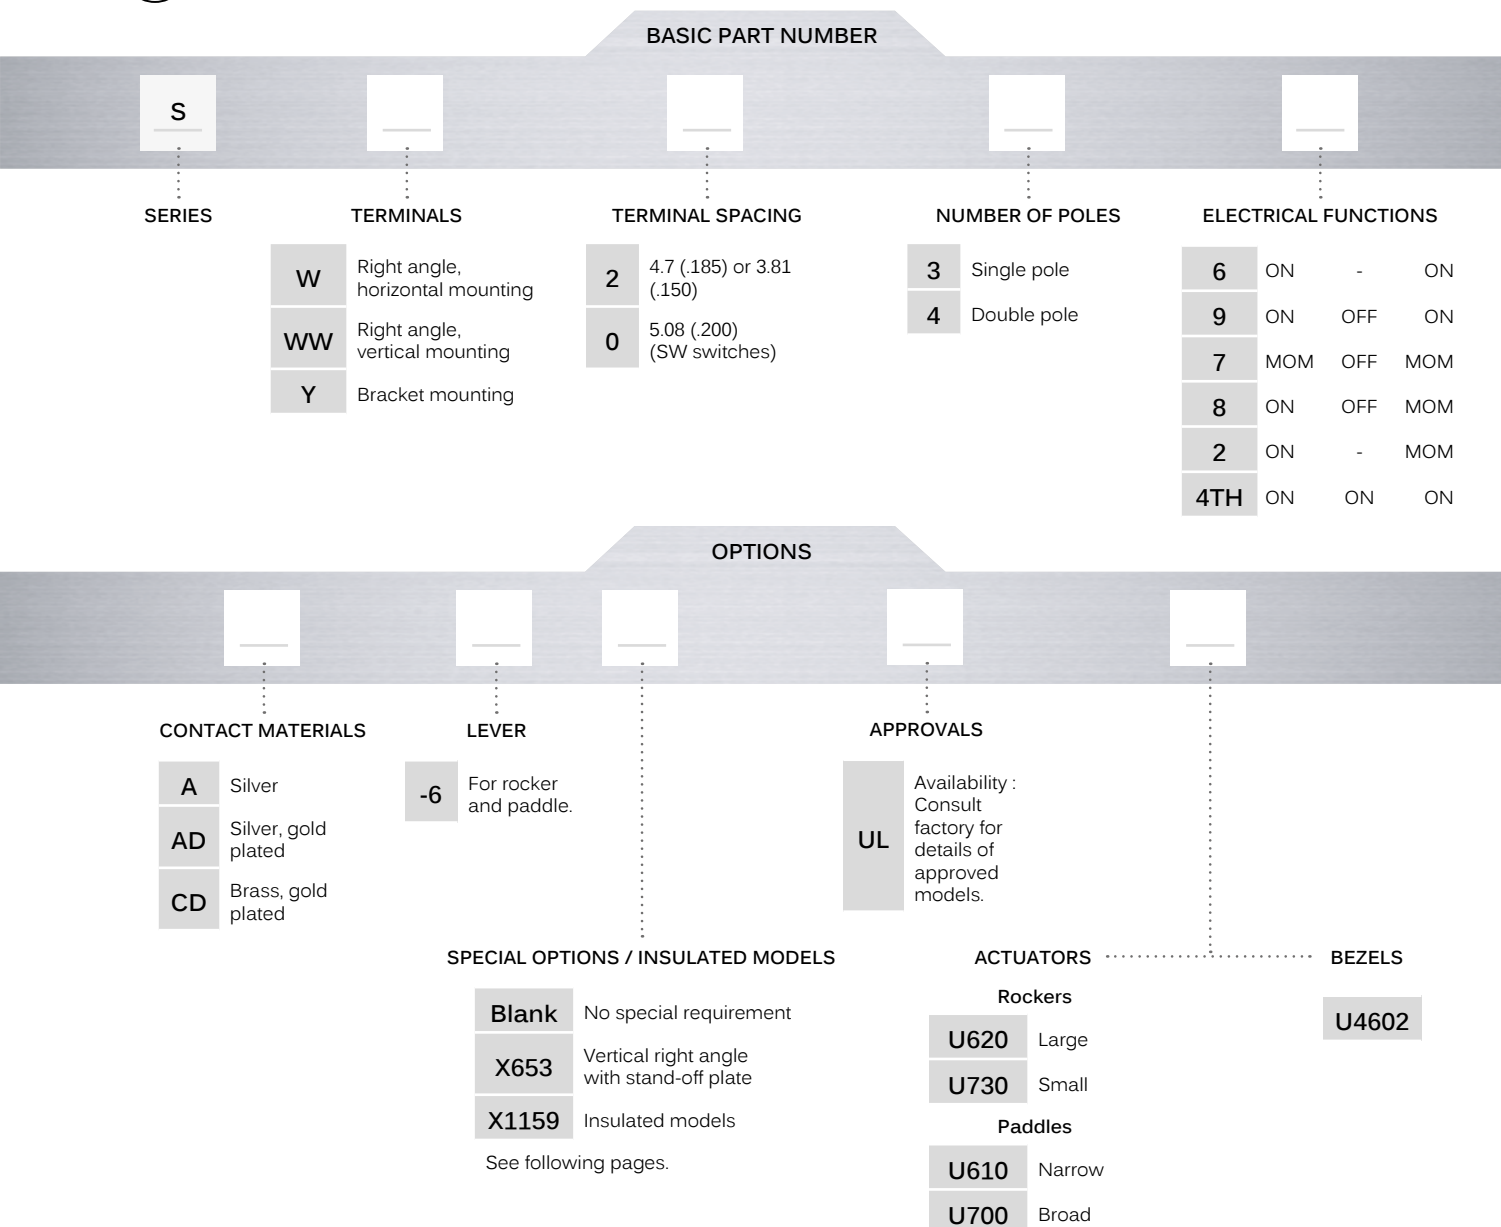 BASIC PART NUMBER
S
SERIES
TERMINALS
W Right angle,
horizontal mounting
WW Right angle,
vertical mounting
Y Bracket mounting
TERMINAL SPACING
2 4.7 (.185) or 3.81
(.150)
0 5.08 (.200)
(SW switches)
NUMBER OF POLES
3 Single pole
4 Double pole
ELECTRICAL FUNCTIONS
6 ON - ON
9 ON OFF ON
7 MOM OFF MOM
8 ON OFF MOM
2 ON - MOM
4TH ON ON ON
OPTIONS
CONTACT MATERIALS
A Silver
AD Silver, gold
plated
CD Brass, gold
plated
LEVER
-6 For rocker
and paddle.
SPECIAL OPTIONS / INSULATED MODELS
Blank No special requirement
X653 Vertical right angle
with stand-off plate
X1159 Insulated models
See following pages.
APPROVALS
UL Availability :
Consult
factory for
details of
approved
models.
ACTUATORS
Rockers
U620 Large
U730 Small
Paddles
U610 Narrow
U700 Broad
BEZELS
U4602